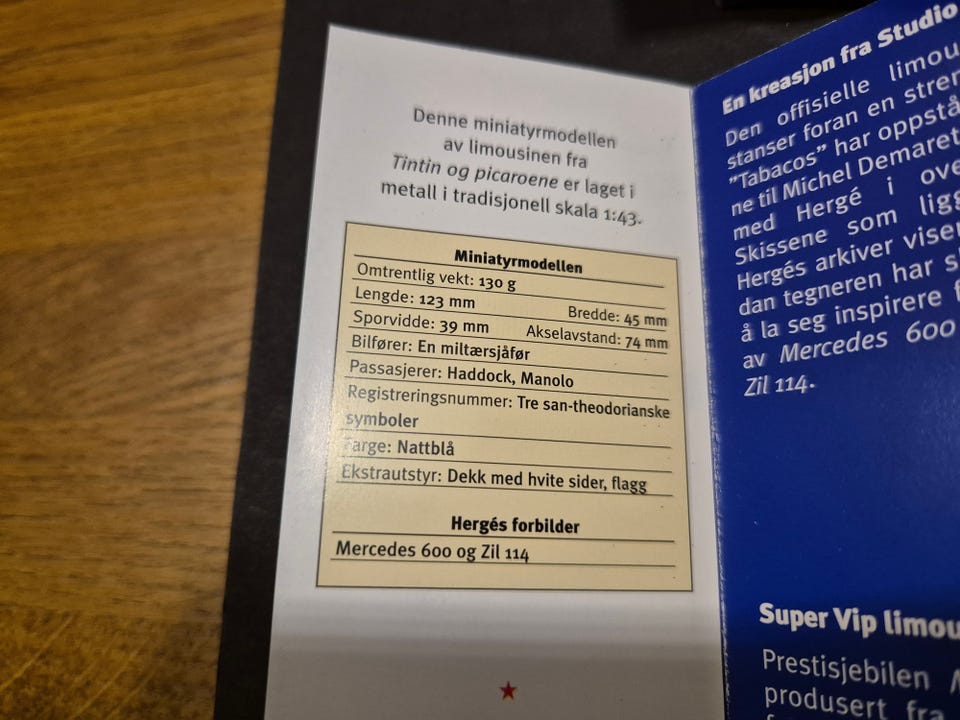 Denne miniatyrmodellen
av limousinen fra
Tintin og picaroene er laget i
metall i tradisjonell skala 1:43.
Miniatyrmodellen
Omtrentlig vekt: 130 g
Lengde: 123 mm Bredde: 45 mm
Sporvidde: 39 mm Akselavstand: 74 mm
Bilfører: En miltærsjåfør
Passasjerer: Haddock, Manolo
Registreringsnummer: Tre san-theodorianske
symboler
Farge: Nattblå
Ekstrautstyr: Dekk med hvite sider, flagg
Hergés forbilder
Mercedes 600 og Zil 114
En kreasjon fra Studio
Den offisielle
stanser foran en
"Tabacos" har
ne til Michel Demaret
med Hergé i
Skissene som
Hergés arkiver viser
dan tegneren har
å la seg inspirere
av Mercedes 600
Zil 114.
Super Vip
Prestisjebilen
produsert fra